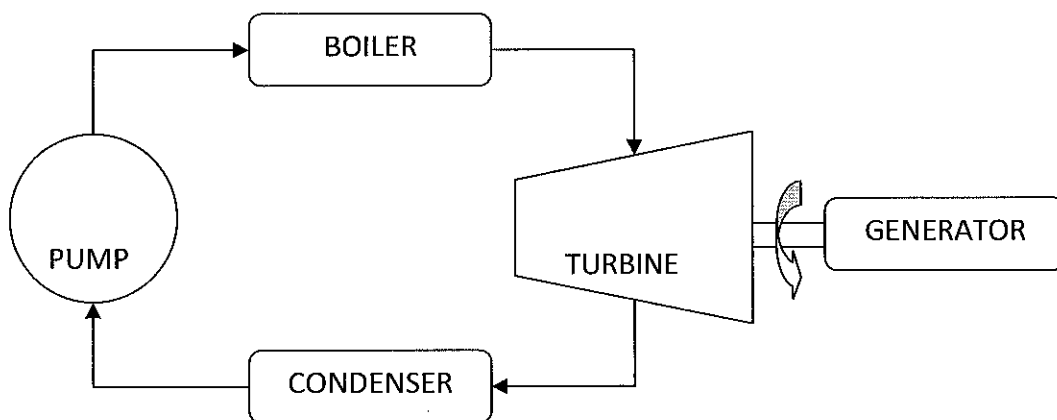 BOILER
PUMP
TURBINE
GENERATOR
CONDENSER